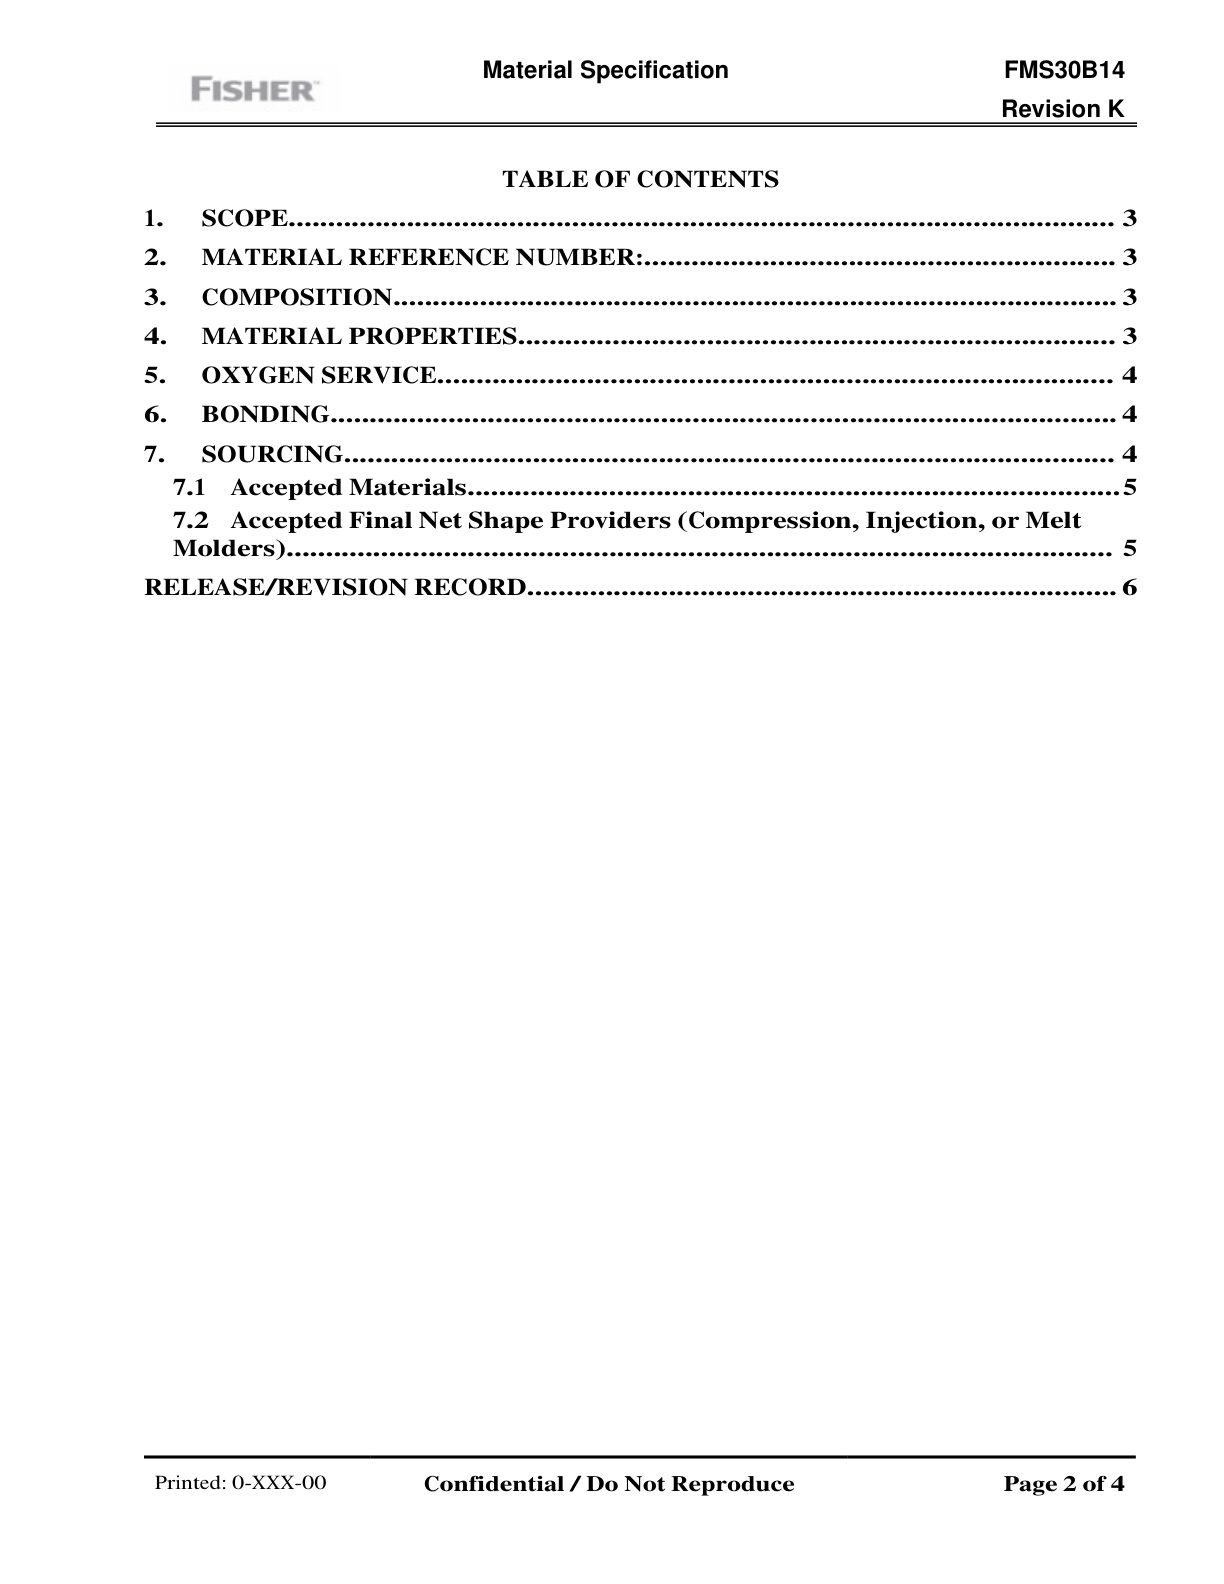 FISHER™
Material Specification
FMS30B14
Revision K
TABLE OF CONTENTS
1. SCOPE........................................................................................................ 3
2. MATERIAL REFERENCE NUMBER:............................................................ 3
3. COMPOSITION........................................................................................... 3
4. MATERIAL PROPERTIES........................................................................... 3
5. OXYGEN SERVICE..................................................................................... 4
6. BONDING................................................................................................... 4
7. SOURCING................................................................................................. 4
7.1 Accepted Materials...................................................................................5
7.2 Accepted Final Net Shape Providers (Compression, Injection, or Melt
Molders)........................................................................................................ 5
RELEASE/REVISION RECORD.......................................................................... 6
Printed: 0-XXX-00
Confidential / Do Not Reproduce
Page 2 of 4